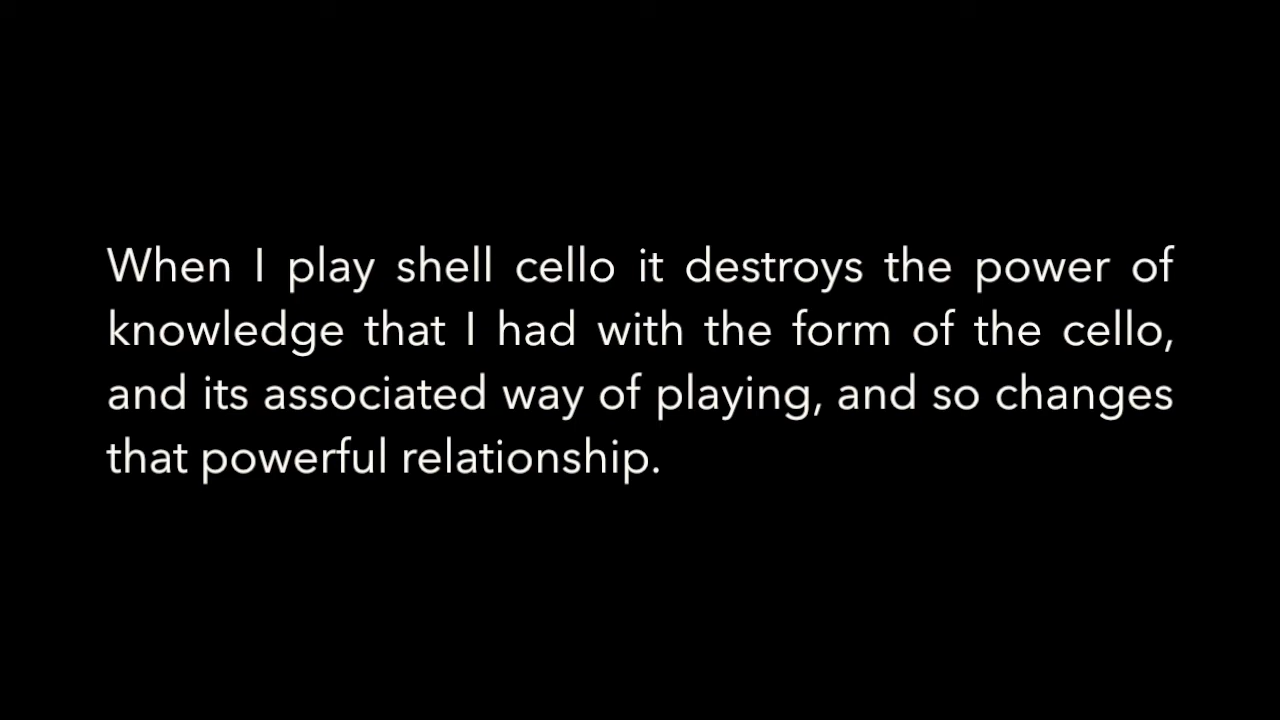 When I play shell cello it destroys the power of
knowledge that I had with the form of the cello,
and its associated way of playing, and so changes
that powerful relationship.